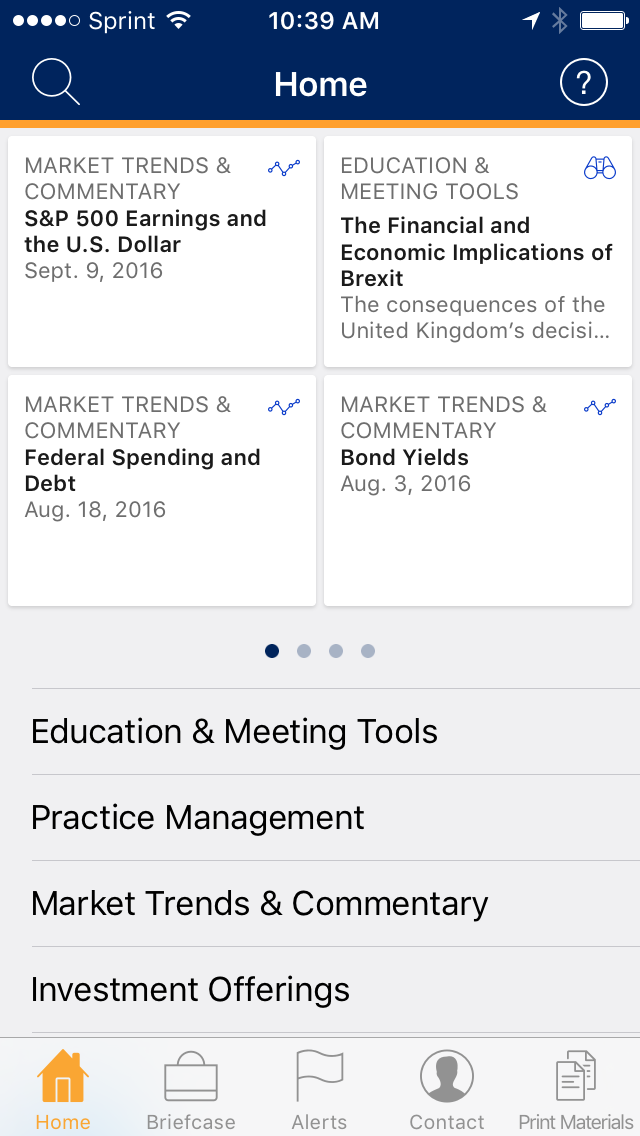 Sprint 10:39 AM
Home
?
MARKET TRENDS &
COMMENTARY
S&P 500 Earnings and
the U.S. Dollar
Sept. 9, 2016
EDUCATION &
MEETING TOOLS
The Financial and
Economic Implications of
Brexit
The consequences of the
United Kingdom’s decisi...
MARKET TRENDS &
COMMENTARY
Federal Spending and
Debt
Aug. 18, 2016
MARKET TRENDS &
COMMENTARY
Bond Yields
Aug. 3, 2016
Education & Meeting Tools
Practice Management
Market Trends & Commentary
Investment Offerings
Home Briefcase Alerts Contact Print Materials